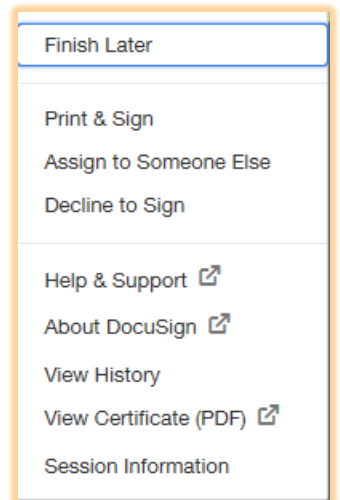 Finish Later
Print & Sign
Assign to Someone Else
Decline to Sign
Help & Support
About DocuSign
View History
View Certificate (PDF)
Session Information